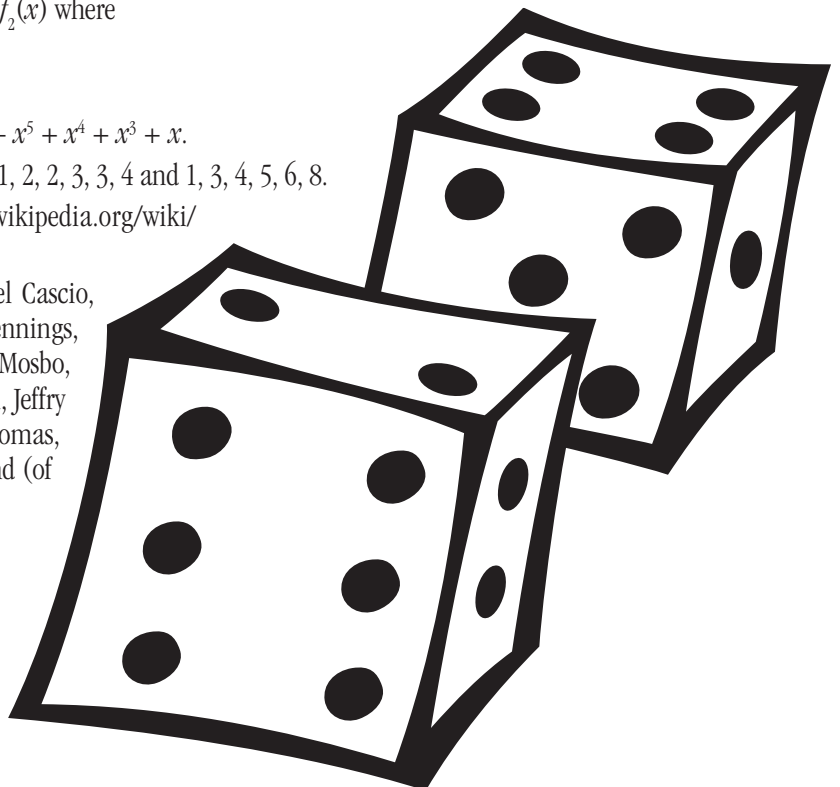 f₂(x) where
x⁵ + x⁴ + x³ + x.
1, 2, 2, 3, 3, 4 and 1, 3, 4, 5, 6, 8.
wikipedia.org/wiki/
el Cascio,
ennings,
Mosbo,
, Jeffry
omas,
nd (of